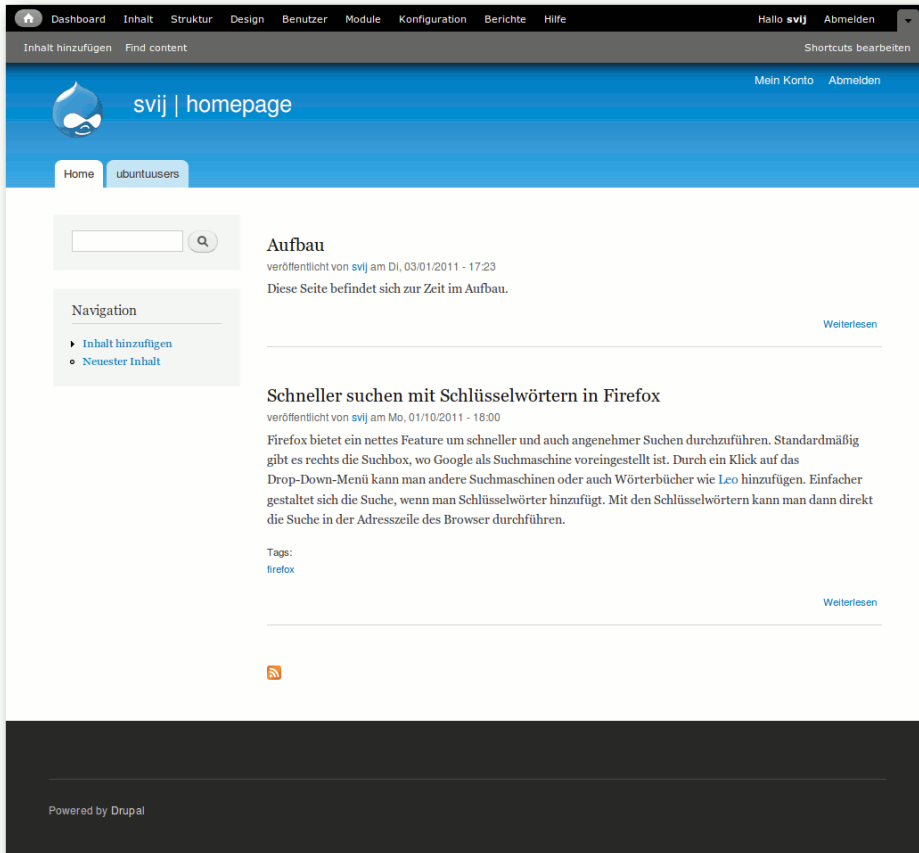 Dashboard Inhalt Struktur Design Benutzer Module Konfiguration Berichte Hilfe Hallo svij Abmelden
Inhalt hinzufügen Find content Shortcuts bearbeiten
Mein Konto Abmelden
svij | homepage
Home ubuntuusers
Aufbau
veröffentlicht von svij am Di, 03/01/2011 - 17:23
Diese Seite befindet sich zur Zeit im Aufbau.
Weiterlesen
Navigation
Inhalt hinzufügen
Neuester Inhalt
Schneller suchen mit Schlüsselwörtern in Firefox
veröffentlicht von svij am Mo, 01/10/2011 - 18:00
Firefox bietet ein nettes Feature um schneller und auch angenehmer Suchen durchzuführen. Standardmäßig
gibt es rechts die Suchbox, wo Google als Suchmaschine voreingestellt ist. Durch ein Klick auf das
Drop-Down-Menü kann man andere Suchmaschinen oder auch Wörterbücher wie Leo hinzufügen. Einfacher
gestaltet sich die Suche, wenn man Schlüsselwörter hinzufügt. Mit den Schlüsselwörtern kann man dann direkt
die Suche in der Adresszeile des Browser durchführen.
Tags:
firefox
Weiterlesen
Powered by Drupal